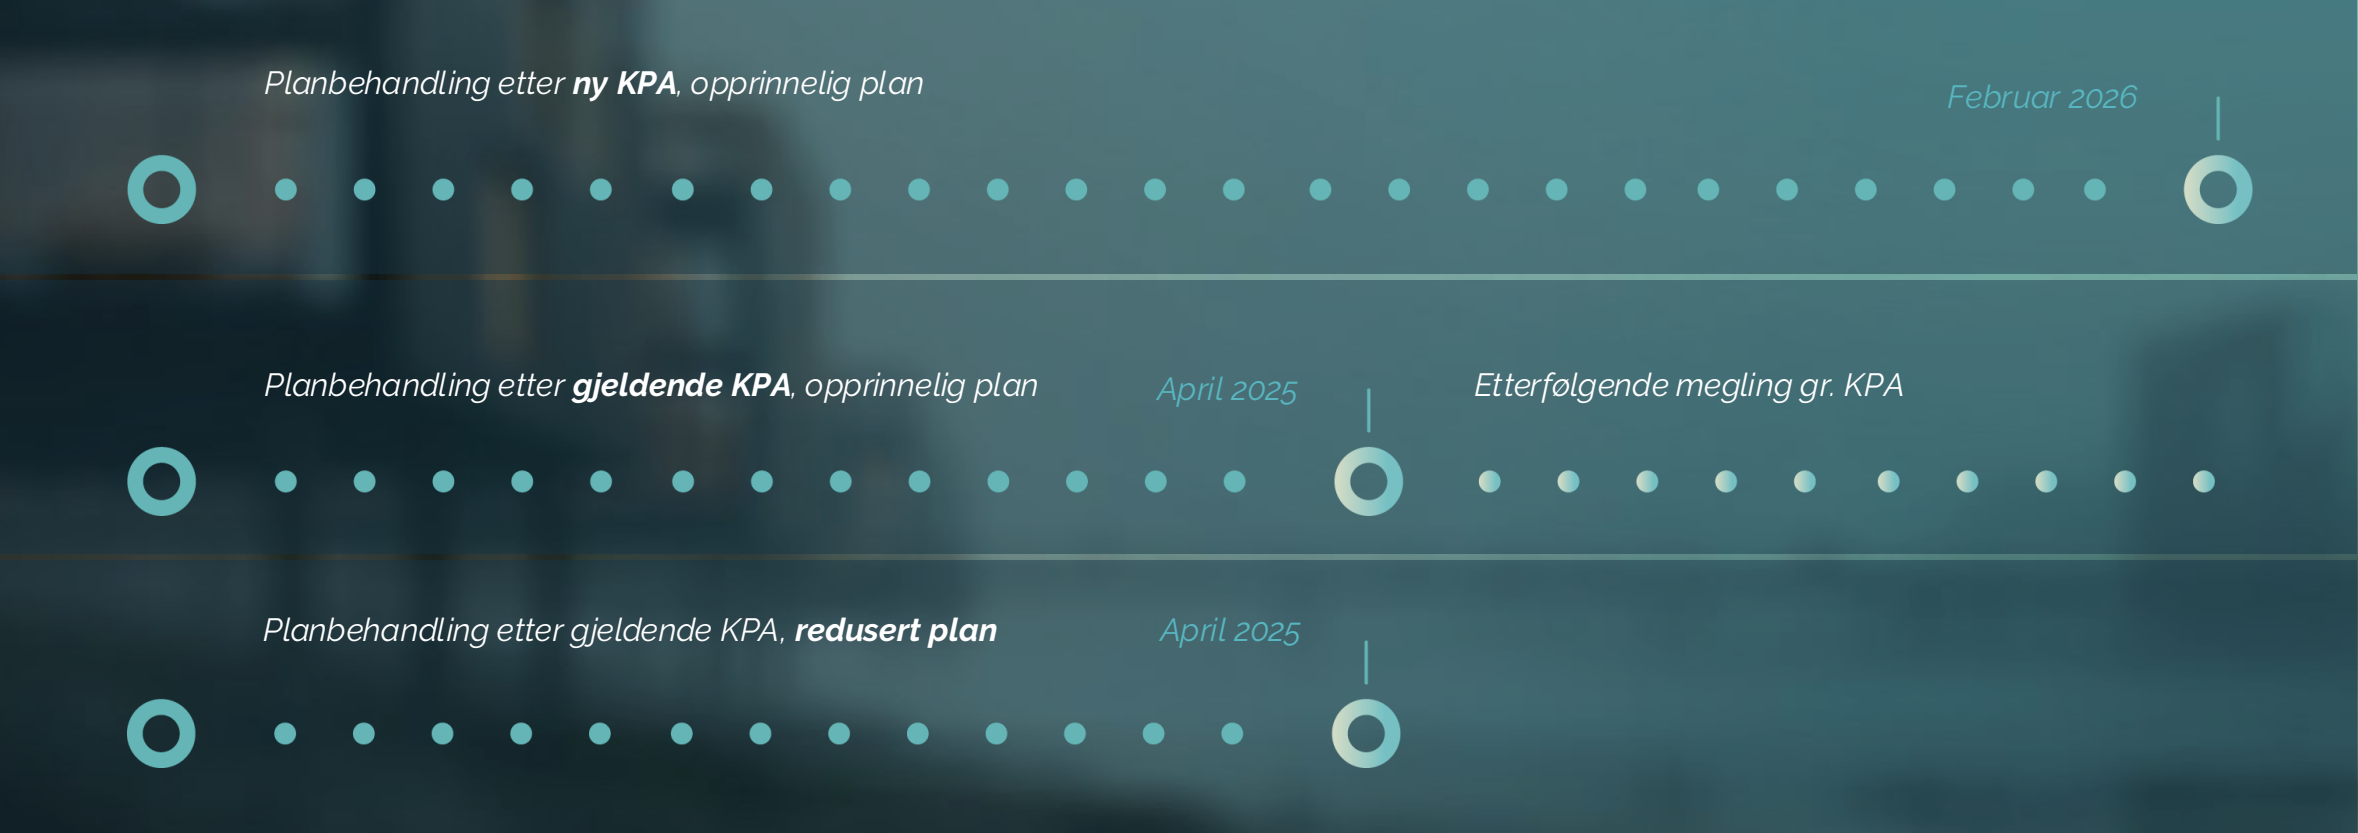 Planbehandling etter ny KPA, opprinnelig plan
Februar 2026
Planbehandling etter gjeldende KPA, opprinnelig plan
April 2025
Etterfølgende megling gr. KPA
Planbehandling etter gjeldende KPA, redusert plan
April 2025